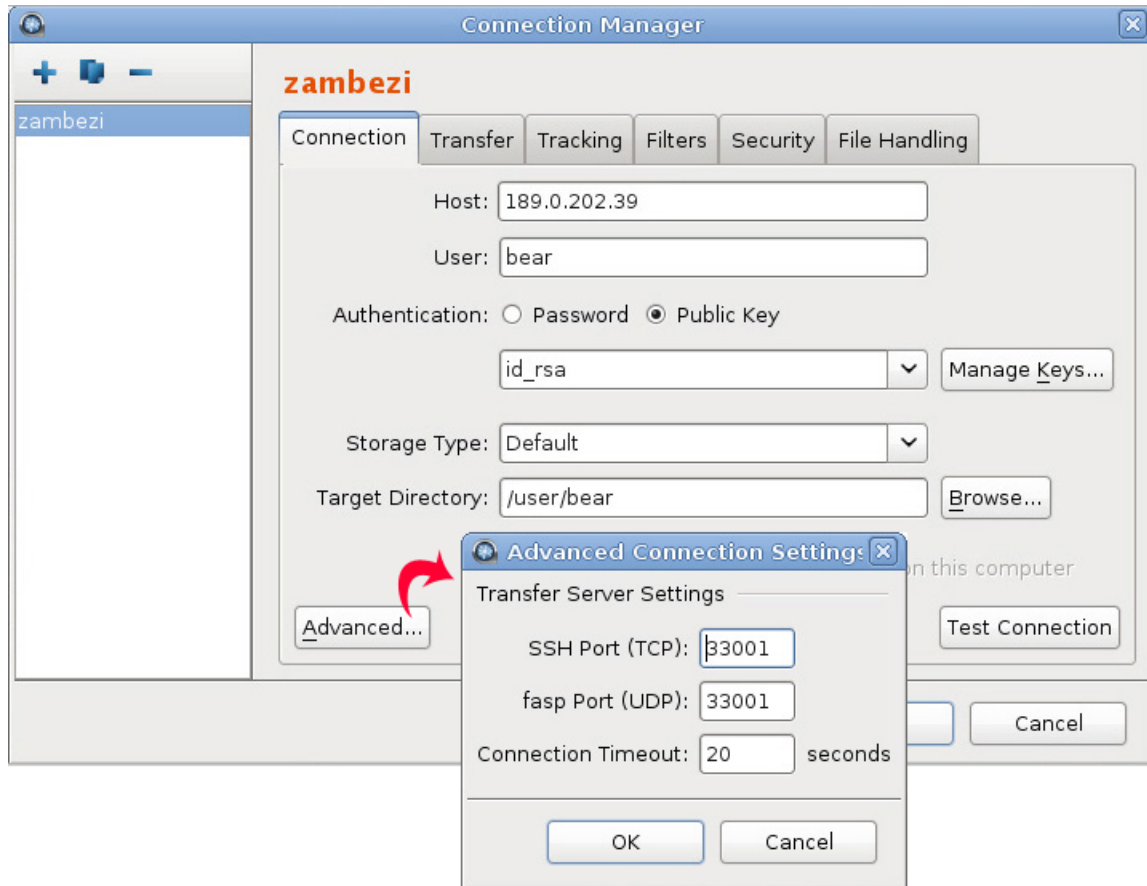 Connection Manager
zambezi
zambezi
Connection Transfer Tracking Filters Security File Handling
Host: 189.0.202.39
User: bear
Authentication: Password Public Key
id_rsa Manage Keys...
Storage Type: Default
Target Directory: /user/bear Browse...
on this computer
Advanced... Test Connection
Cancel
Advanced Connection Settings
Transfer Server Settings
SSH Port (TCP): 33001
fasp Port (UDP): 33001
Connection Timeout: 20 seconds
OK Cancel